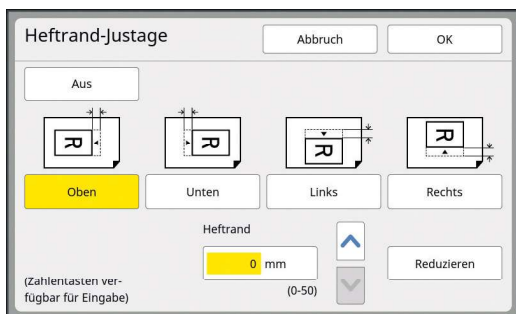 Heftrand-Justage
Abbruch
OK
Aus
R
R
R
R
Oben
Unten
Links
Rechts
Heftrand
0 mm
Reduzieren
(0-50)
(Zahlentasten ver-
fügbar für Eingabe)